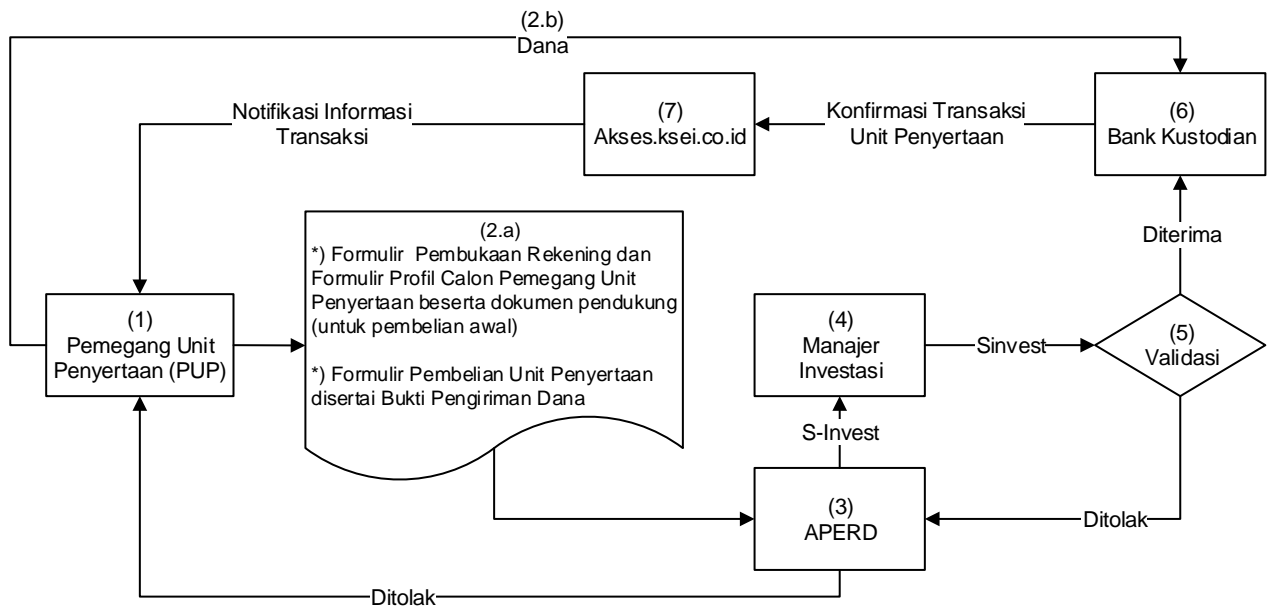 (2.b)
Dana
Notifikasi Informasi
Transaksi
(7)
Akses.ksei.co.id
Konfirmasi Transaksi
Unit Penyertaan
(6)
Bank Kustodian
(2.a)
*) Formulir Pembukaan Rekening dan
Formulir Profil Calon Pemegang Unit
Penyertaan beserta dokumen pendukung
(untuk pembelian awal)
*) Formulir Pembelian Unit Penyertaan
disertai Bukti Pengiriman Dana
Diterima
(1)
Pemegang Unit
Penyertaan (PUP)
(4)
Manajer
Investasi
Sinvest
(5)
Validasi
S-Invest
(3)
APERD
Ditolak
Ditolak